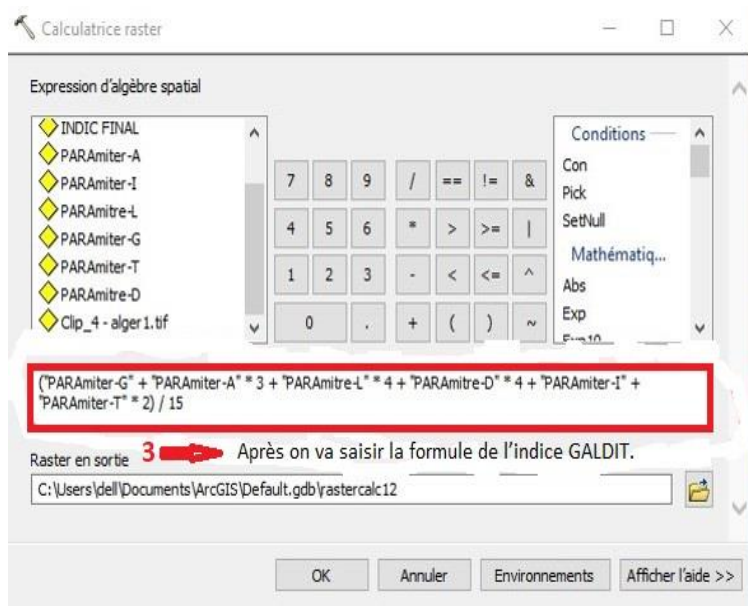 Calculatrice raster
Expression d'algèbre spatial
INDIC FINAL
PARAmiter-A
PARAmiter-I
PARAmitre-L
PARAmiter-G
PARAmiter-T
PARAmitre-D
Clip_4 - alger1.tif
7 8 9 / == != &
4 5 6 * > >= |
1 2 3 - < <= ^
0 . + ( ) ~
Conditions
Con
Pick
SetNull
Mathématiq...
Abs
Exp
Exp10
("PARAmiter-G" + "PARAmiter-A" * 3 + "PARAmitre-L" * 4 + "PARAmitre-D" * 4 + "PARAmiter-I" +
"PARAmiter-T" * 2) / 15
3 Après on va saisir la formule de l'indice GALDIT.
Raster en sortie
C:\Users\dell\Documents\ArcGIS\Default.gdb\rastercalc12
OK Annuler Environnements Afficher l'aide >>